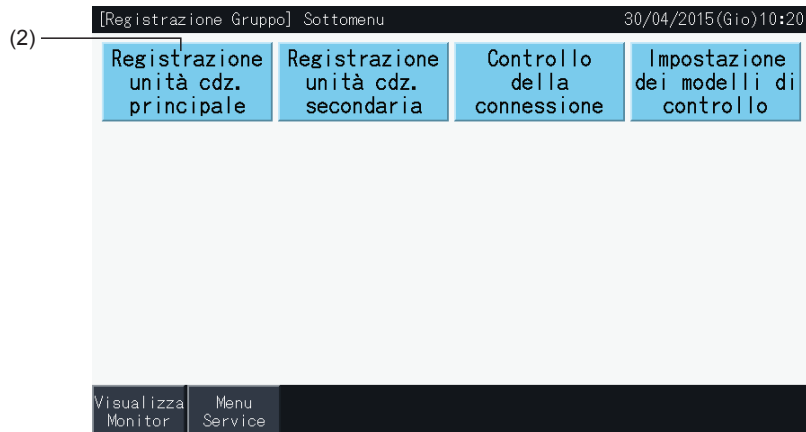 [Registrazione Gruppo] Sottomenu 30/04/2015(Gio)10:20
(2)
Registrazione
unità cdz.
principale
Registrazione
unità cdz.
secondaria
Controllo
della
connessione
Impostazione
dei modelli di
controllo
Visualizza
Monitor
Menu
Service